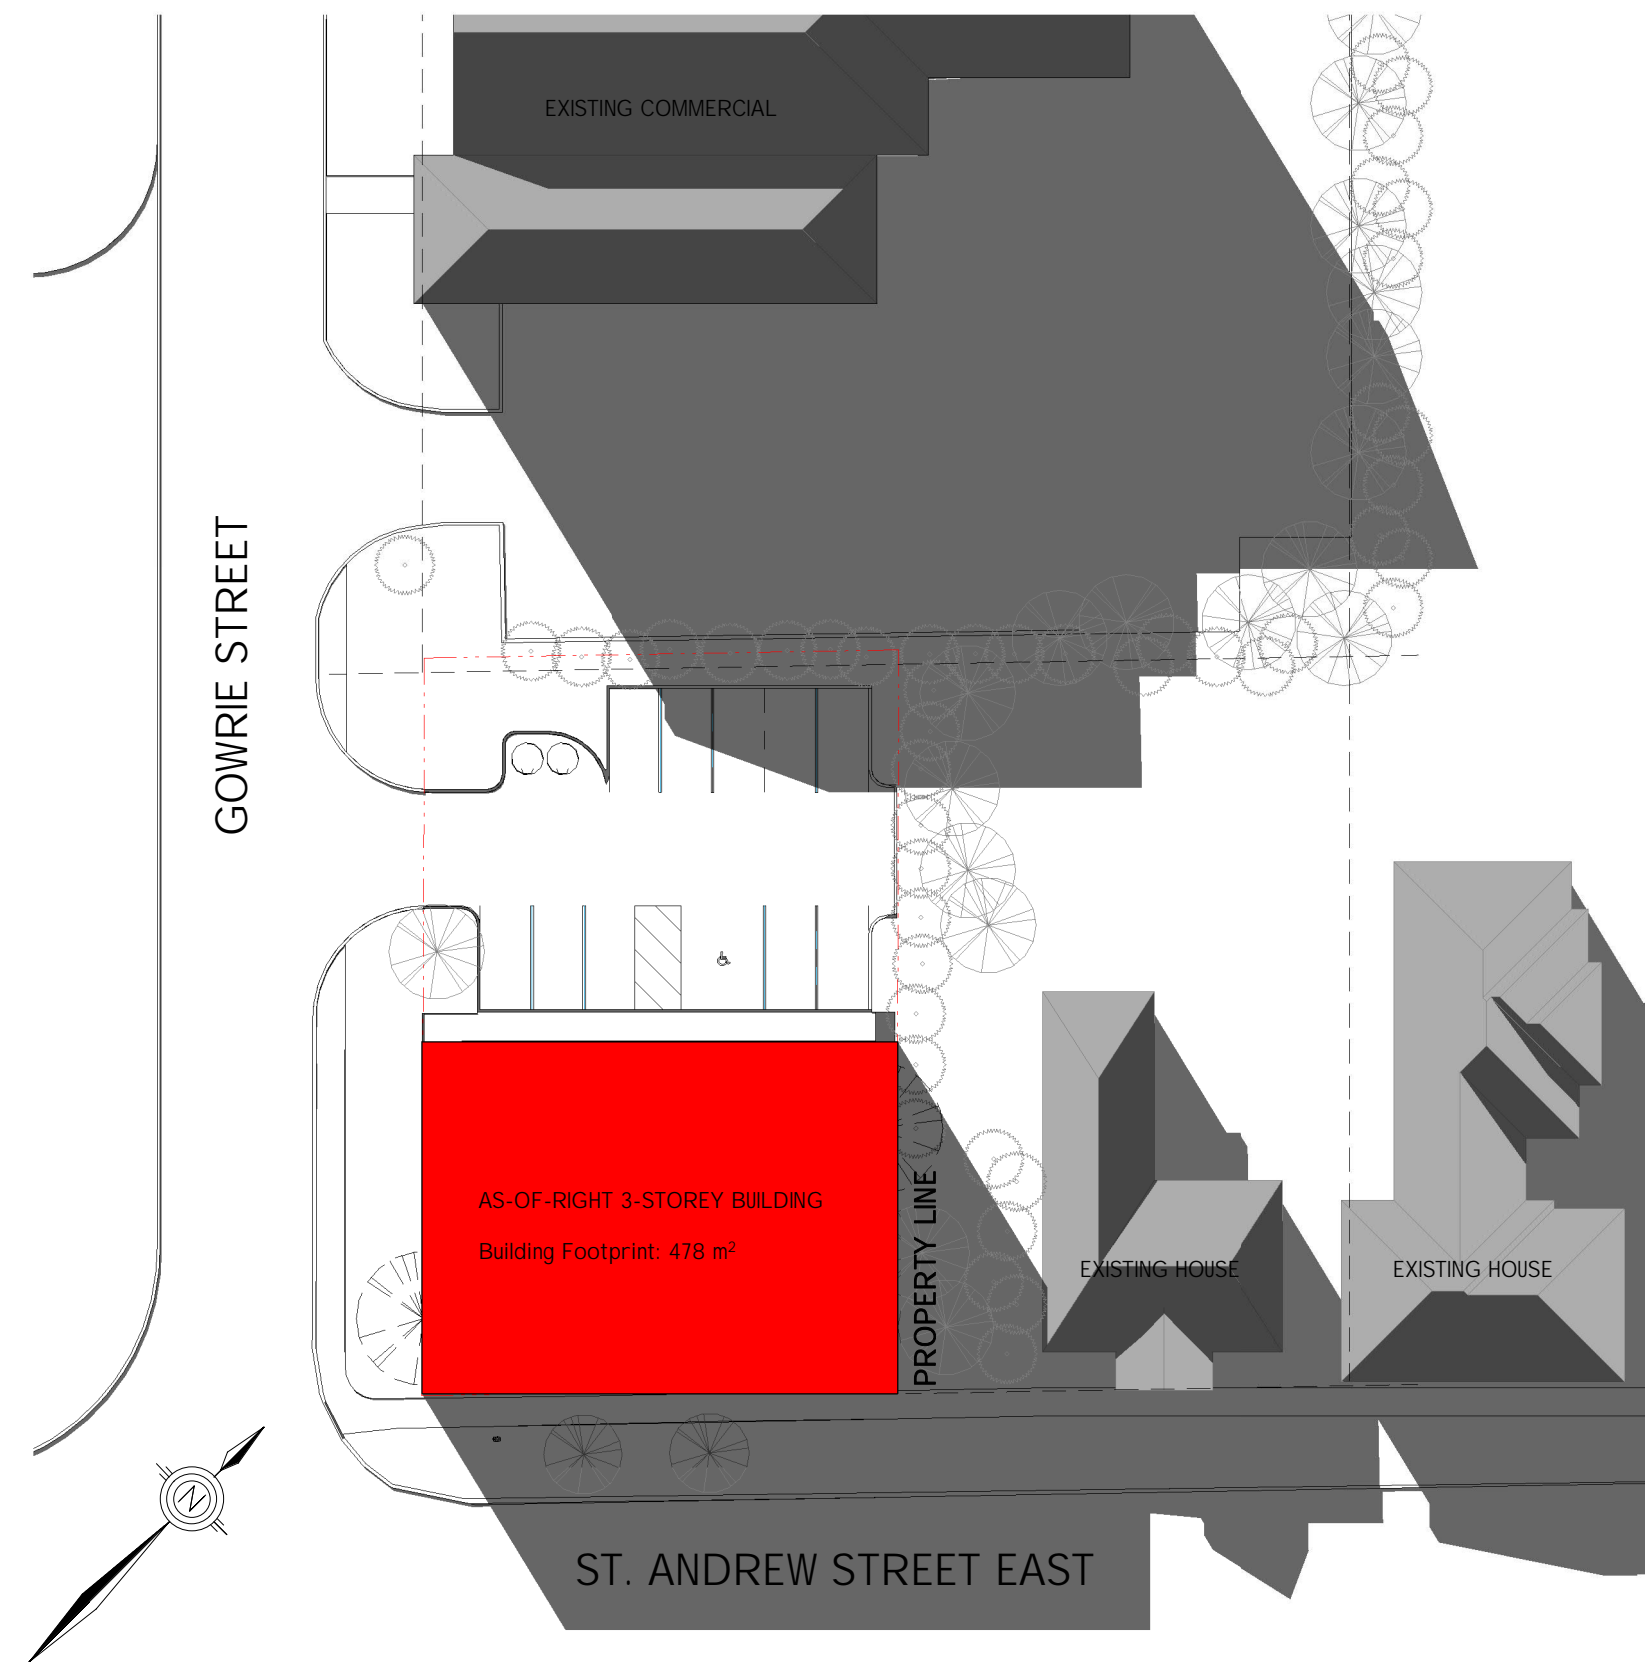 EXISTING COMMERCIAL
GOWRIE STREET
AS-OF-RIGHT 3-STOREY BUILDING
Building Footprint: 478 m²
PROPERTY LINE
EXISTING HOUSE
EXISTING HOUSE
N
ST. ANDREW STREET EAST